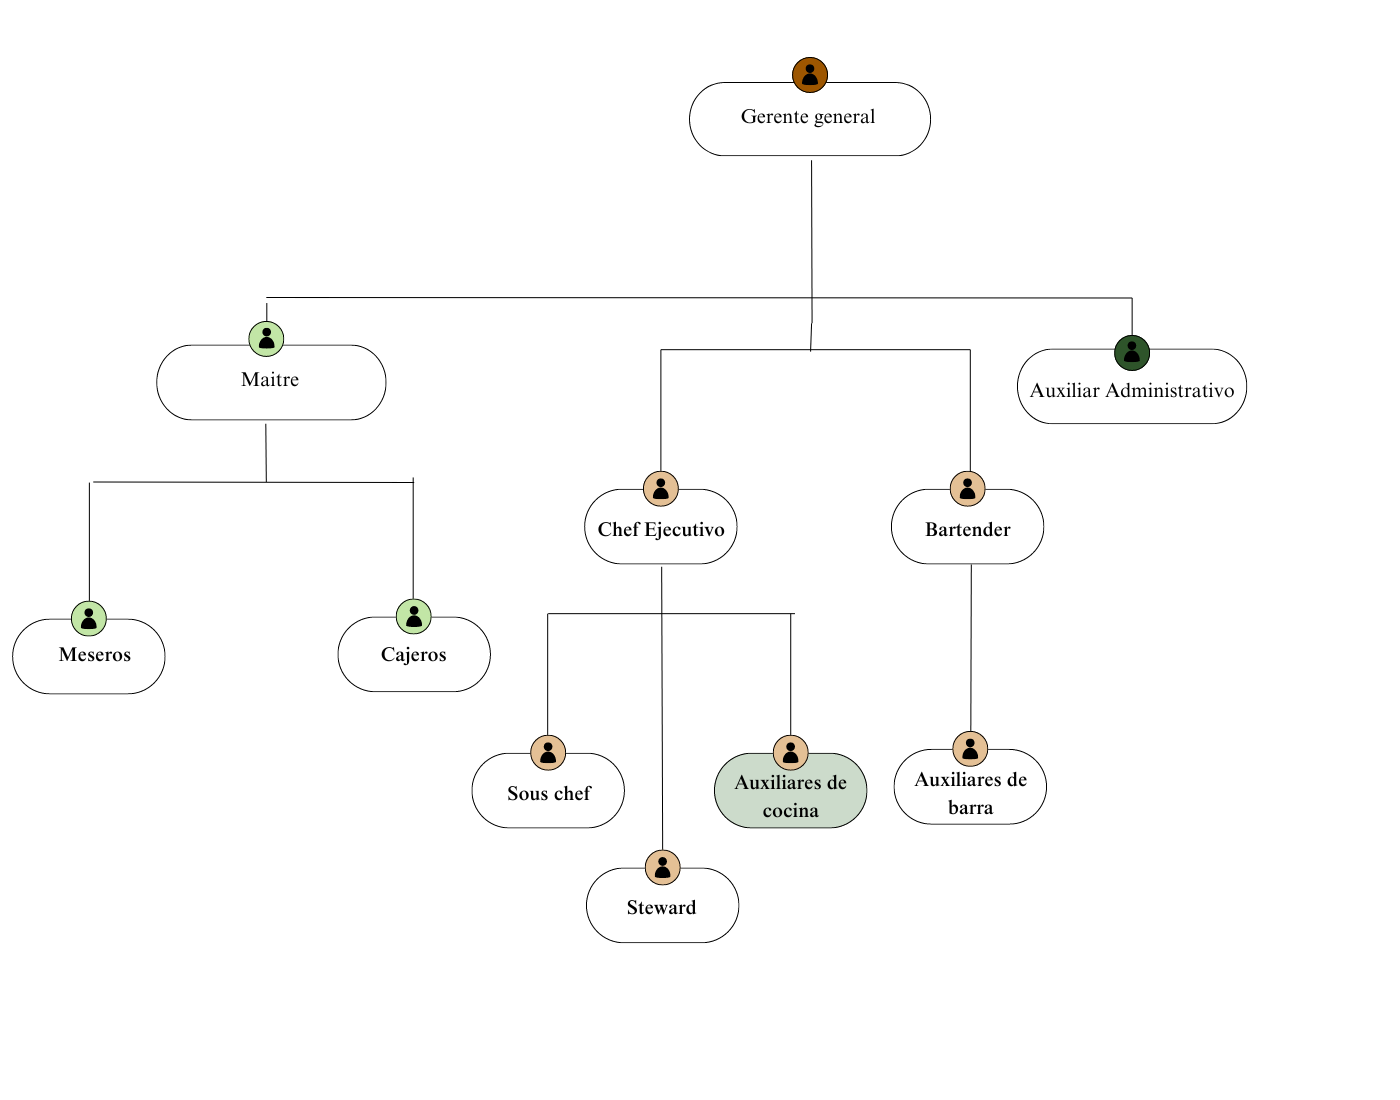 Gerente general
Maitre
Auxiliar Administrativo
Chef Ejecutivo
Bartender
Meseros
Cajeros
Sous chef
Auxiliares de
cocina
Auxiliares de
barra
Steward